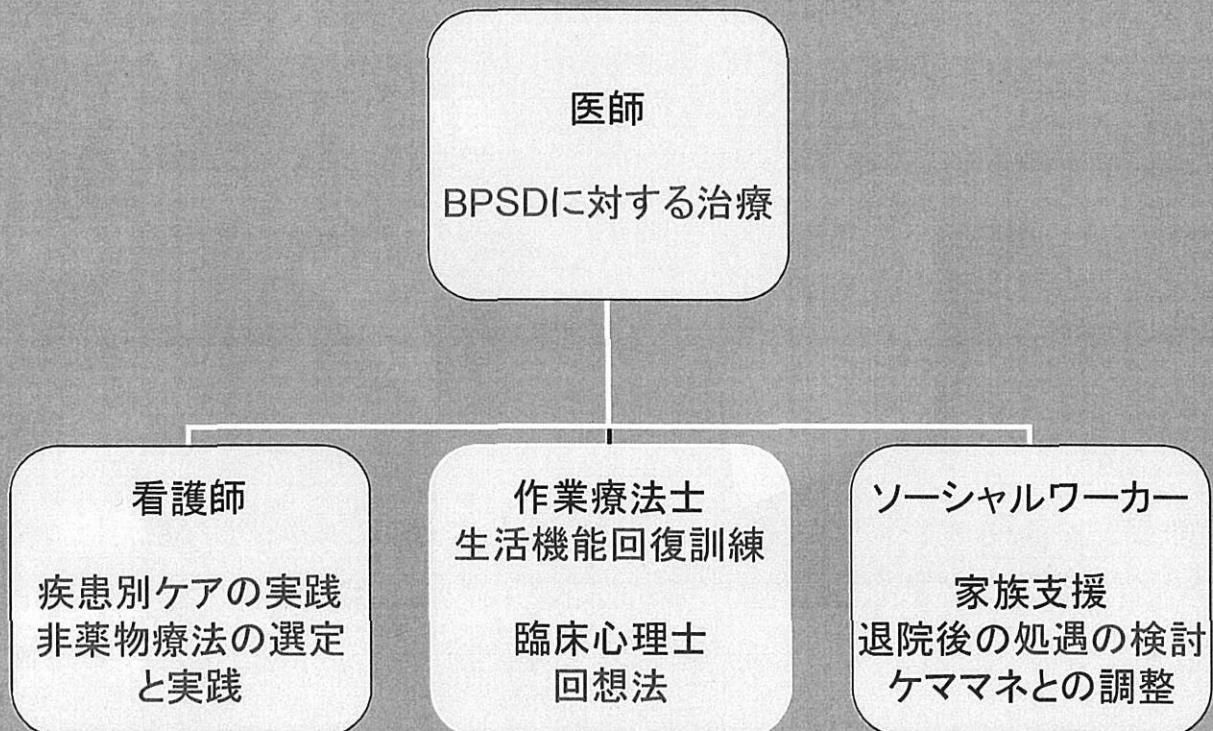 医師
BPSDに対する治療
看護師
疾患別ケアの実践
非薬物療法の選定
と実践
作業療法士
生活機能回復訓練
臨床心理士
回想法
ソーシャルワーカー
家族支援
退院後の処遇の検討
ケママネとの調整